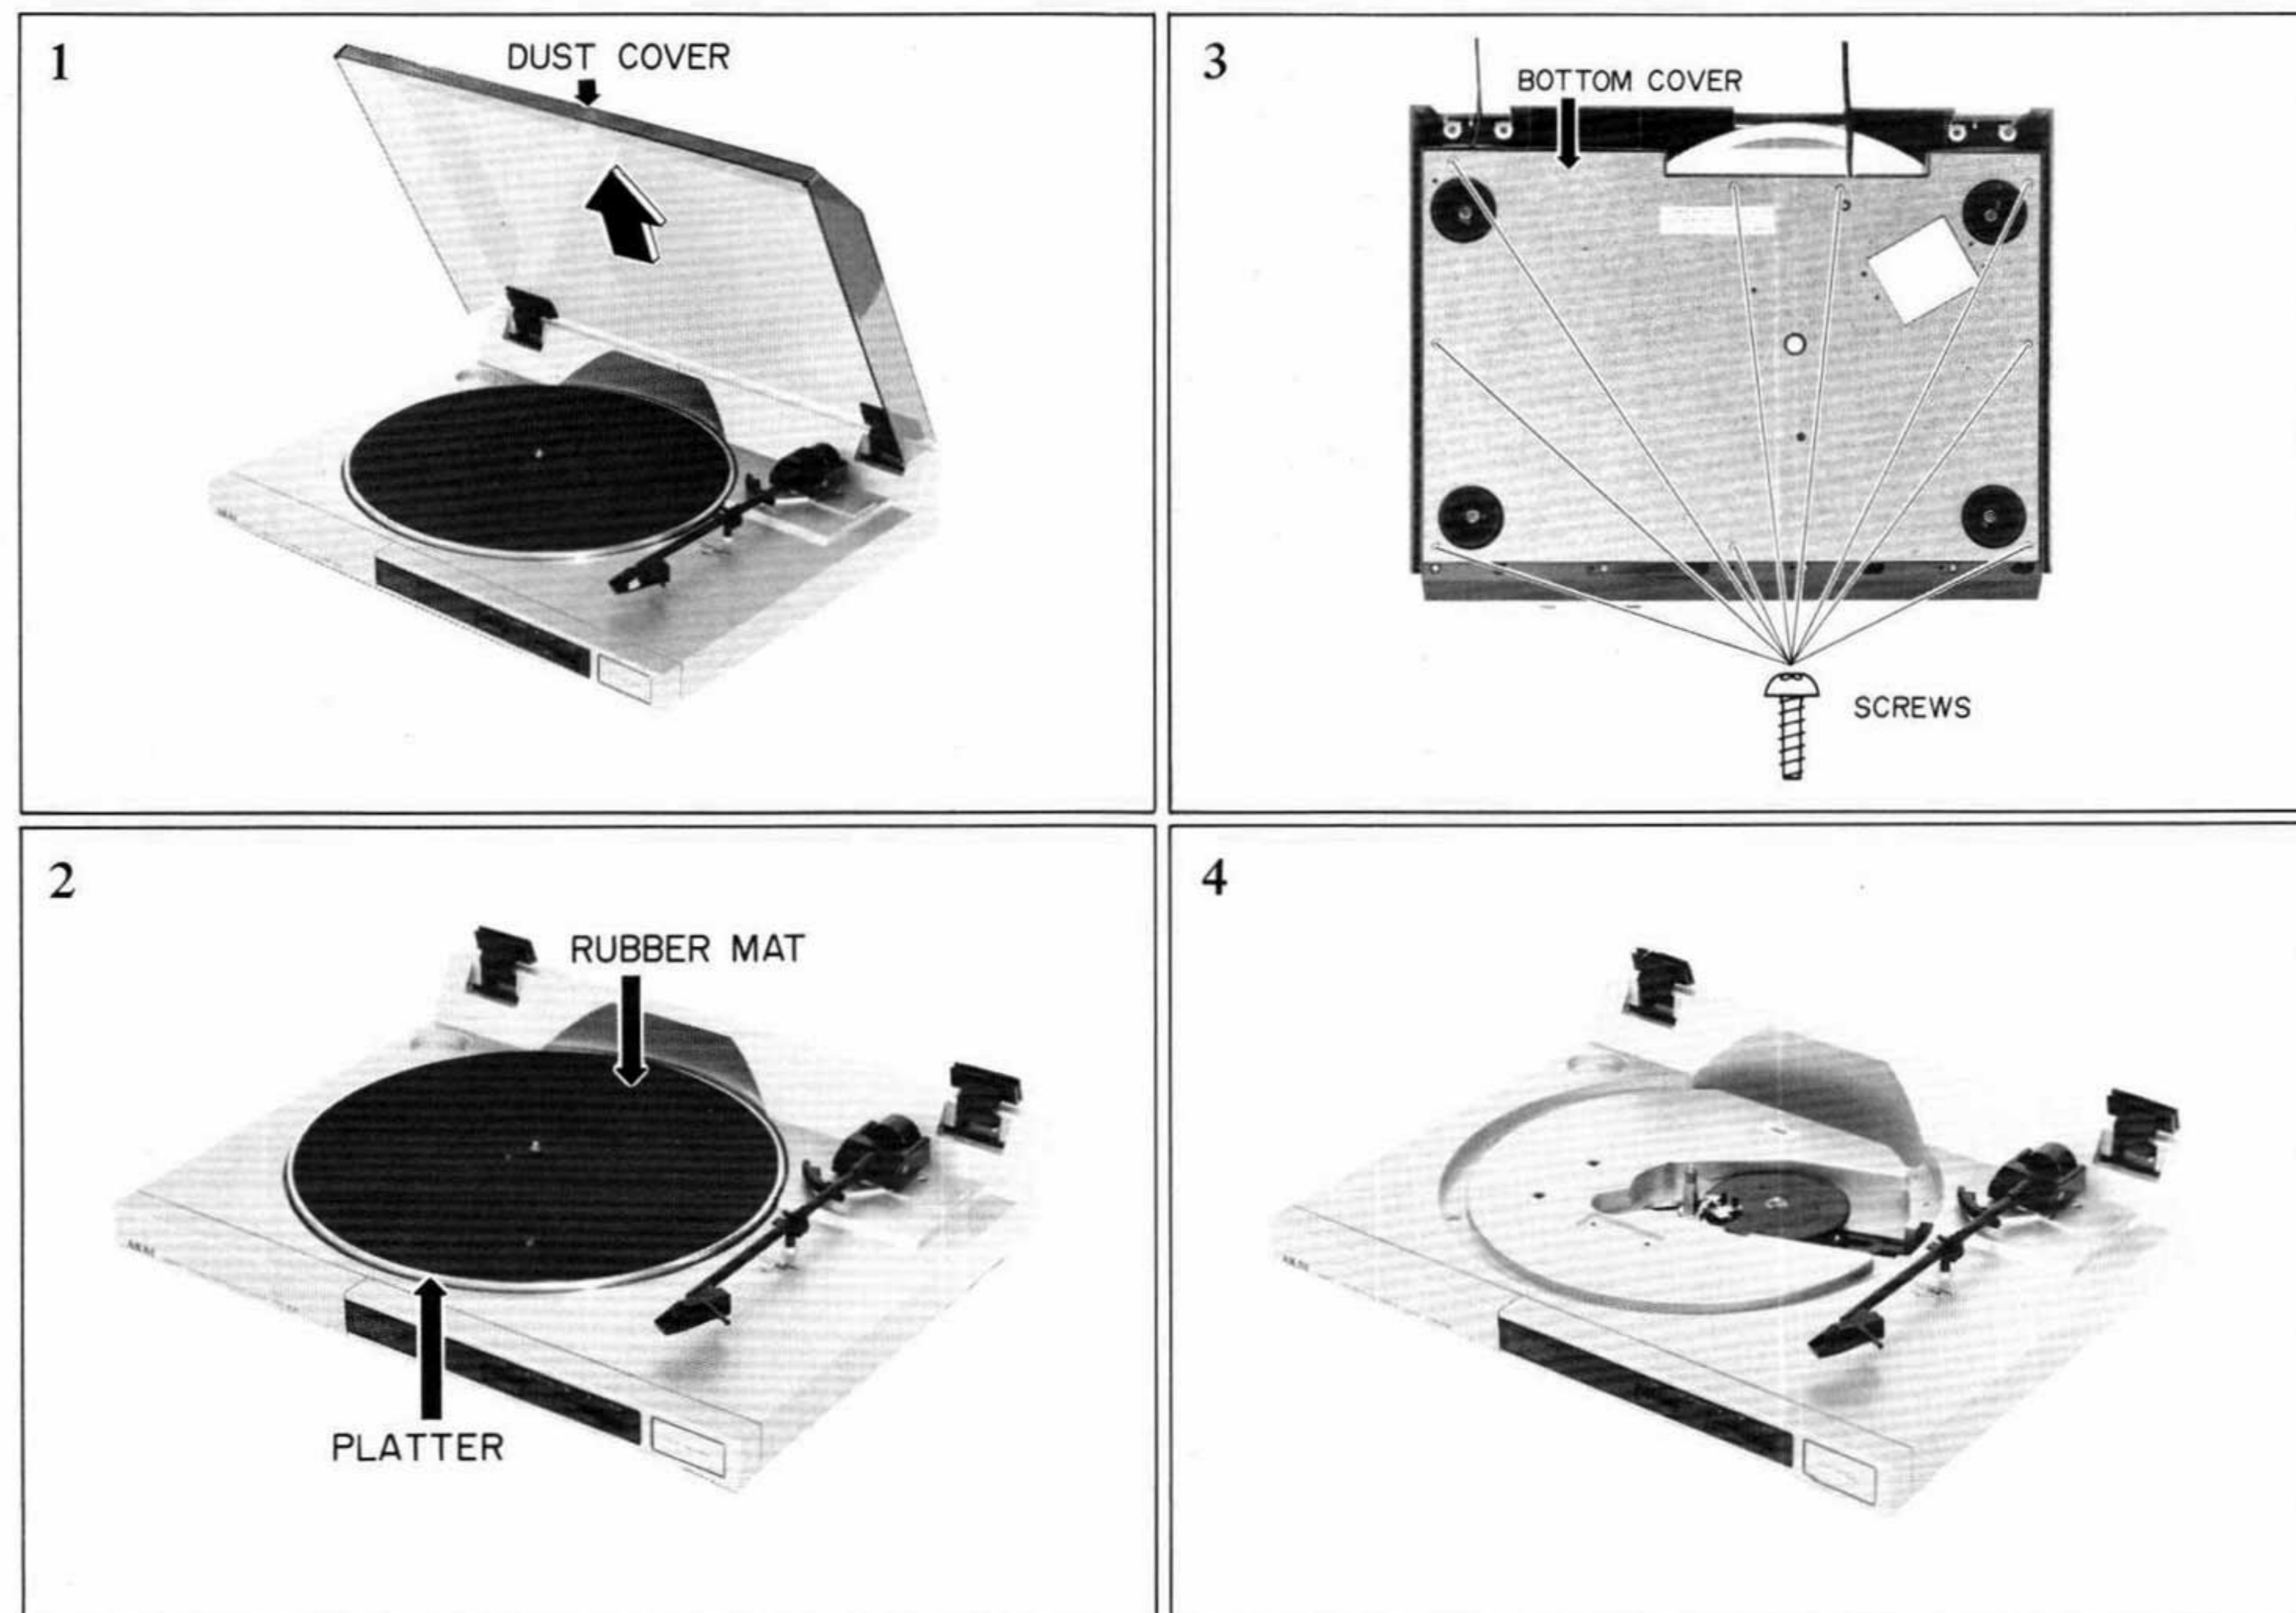 1
DUST COVER
2
RUBBER MAT
PLATTER
3
BOTTOM COVER
SCREWS
4